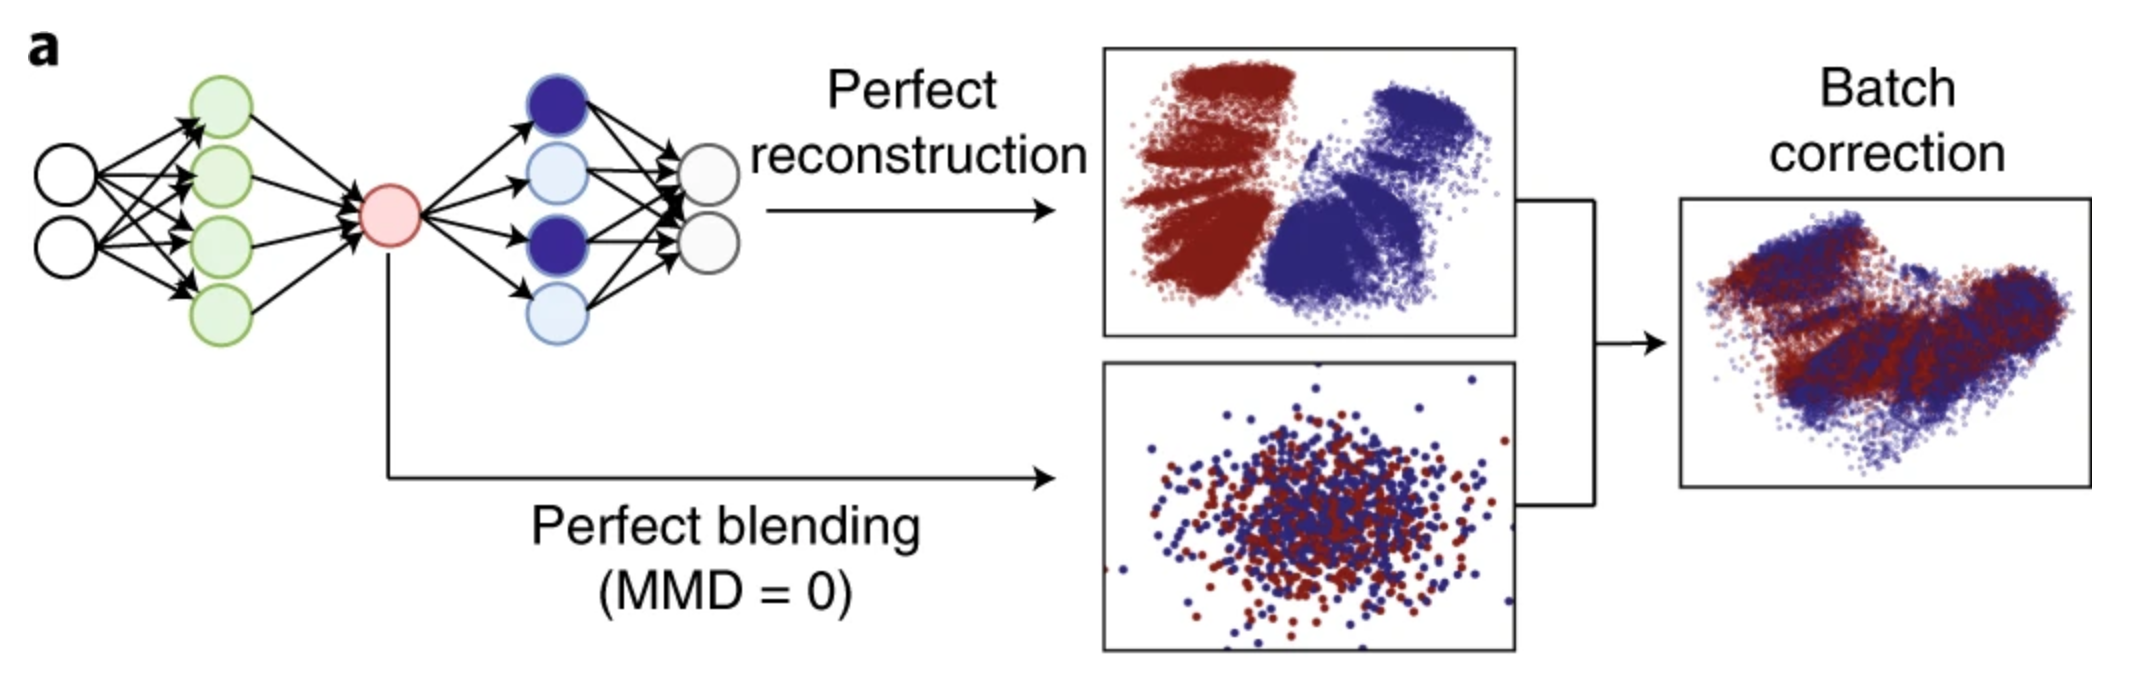 a
Perfect
reconstruction
Batch
correction
Perfect blending
(MMD = 0)